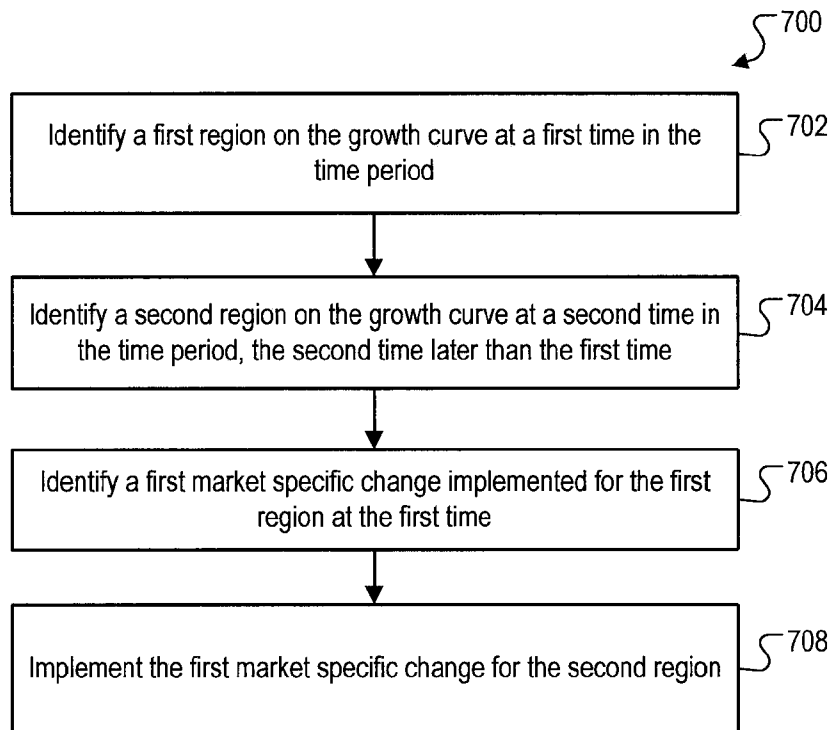 700
Identify a first region on the growth curve at a first time in the
time period
702
Identify a second region on the growth curve at a second time in
the time period, the second time later than the first time
704
Identify a first market specific change implemented for the first
region at the first time
706
Implement the first market specific change for the second region
708